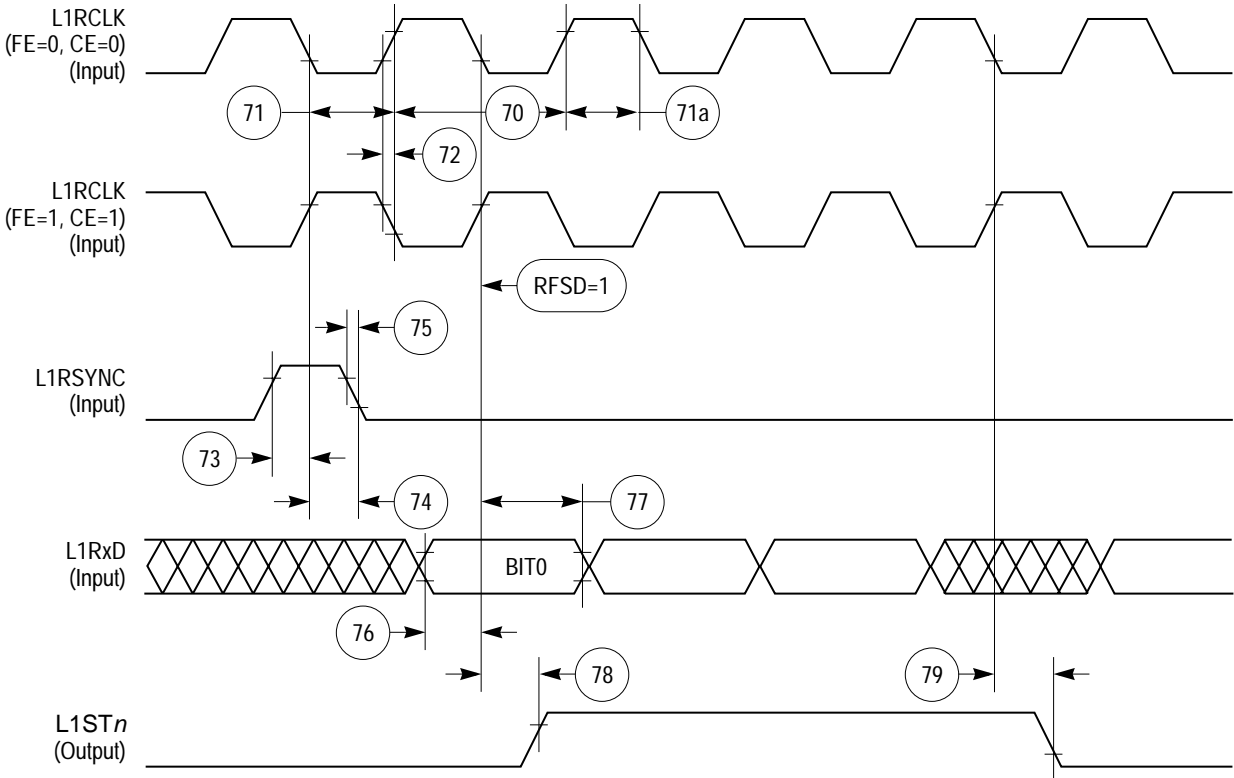 L1RCLK
(FE=0, CE=0)
(Input)
71
70
71a
72
L1RCLK
(FE=1, CE=1)
(Input)
RFSD=1
75
L1RSYNC
(Input)
73
74
77
L1RxD
(Input)
BIT0
76
78
79
L1STn
(Output)